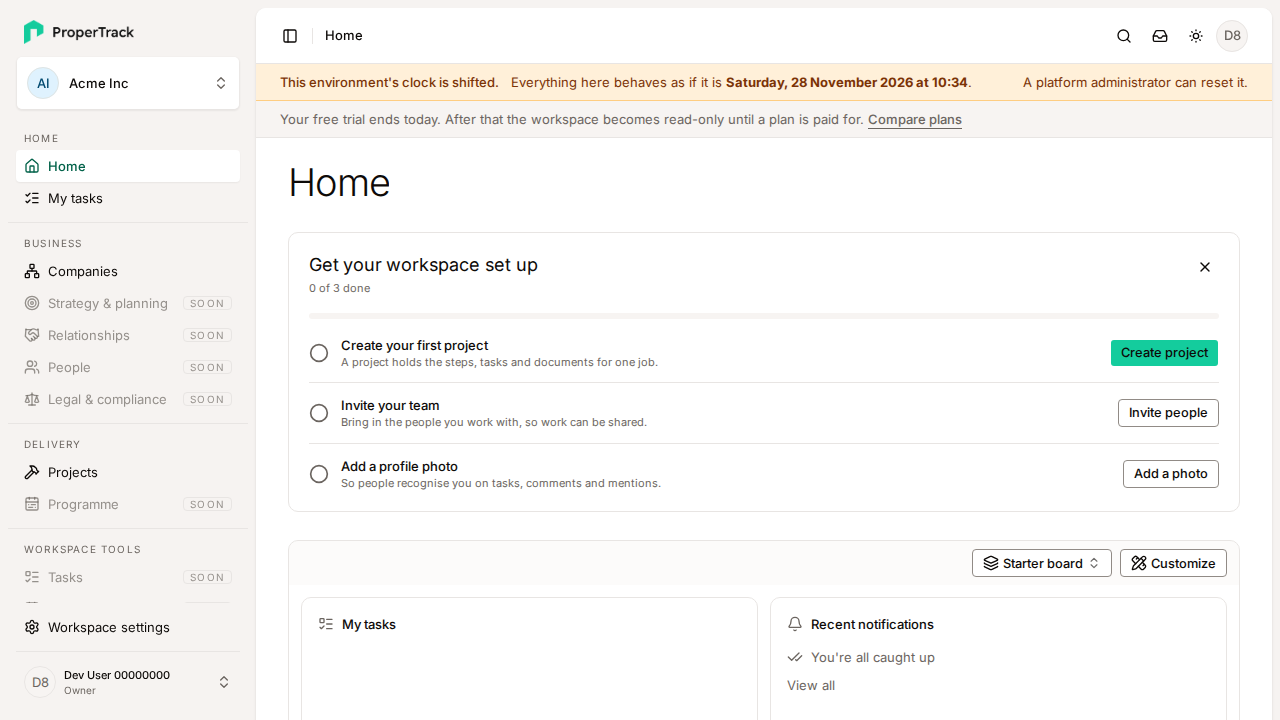 ProperTrack
AI
Acme Inc
HOME
Home
My tasks
BUSINESS
Companies
Strategy & planning SOON
Relationships SOON
People SOON
Legal & compliance SOON
DELIVERY
Projects
Programme SOON
WORKSPACE TOOLS
Tasks SOON
Workspace settings
D8
Dev User 00000000
Owner
Home
D8
This environment's clock is shifted. Everything here behaves as if it is Saturday, 28 November 2026 at 10:34. A platform administrator can reset it.
Your free trial ends today. After that the workspace becomes read-only until a plan is paid for. Compare plans
Home
Get your workspace set up
0 of 3 done
Create your first project
A project holds the steps, tasks and documents for one job.
Create project
Invite your team
Bring in the people you work with, so work can be shared.
Invite people
Add a profile photo
So people recognise you on tasks, comments and mentions.
Add a photo
Starter board
Customize
My tasks
Recent notifications
You're all caught up
View all